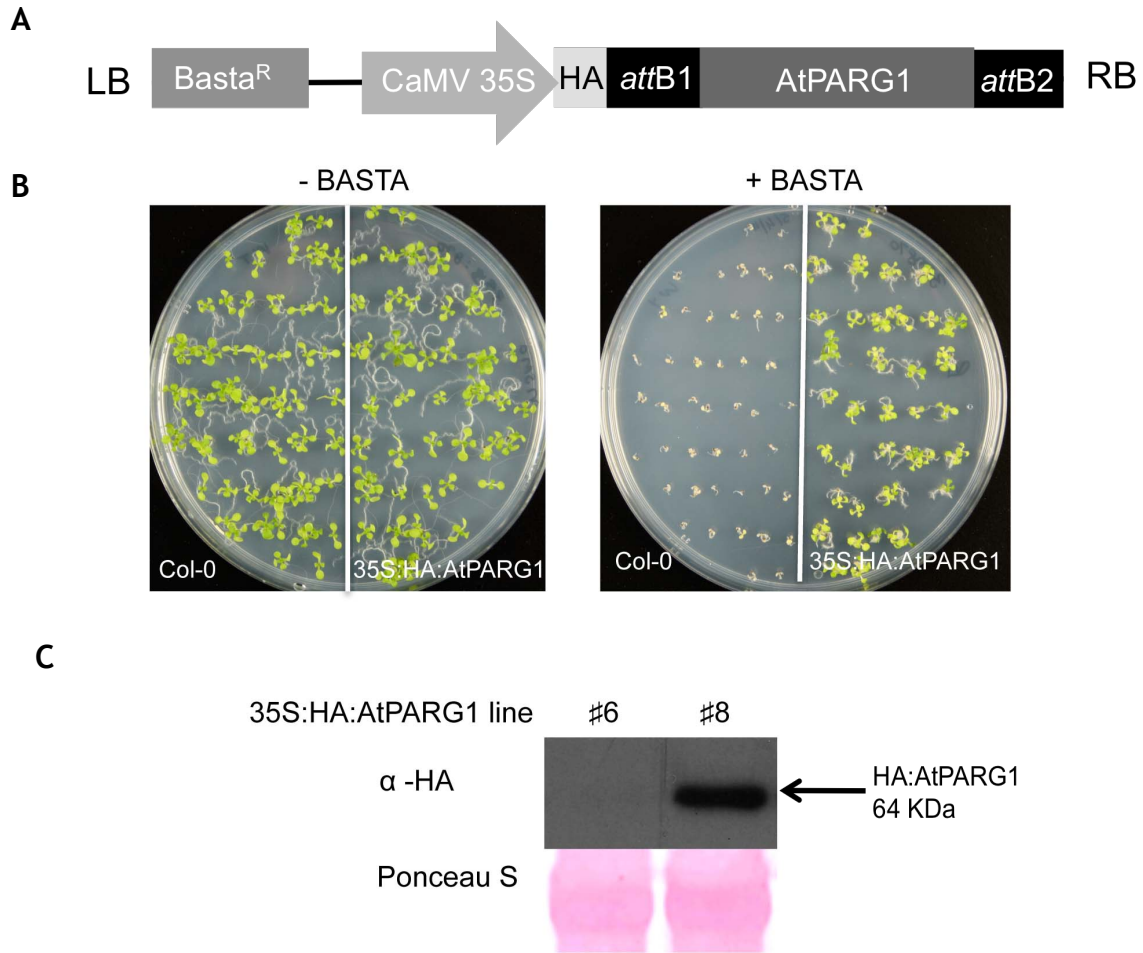 A
LB
Basta^R
CaMV 35S
HA
attB1
AtPARG1
attB2
RB
B
- BASTA
+ BASTA
Col-0
35S:HA:AtPARG1
Col-0
35S:HA:AtPARG1
C
35S:HA:AtPARG1 line
♯6
♯8
α -HA
HA:AtPARG1
64 KDa
Ponceau S